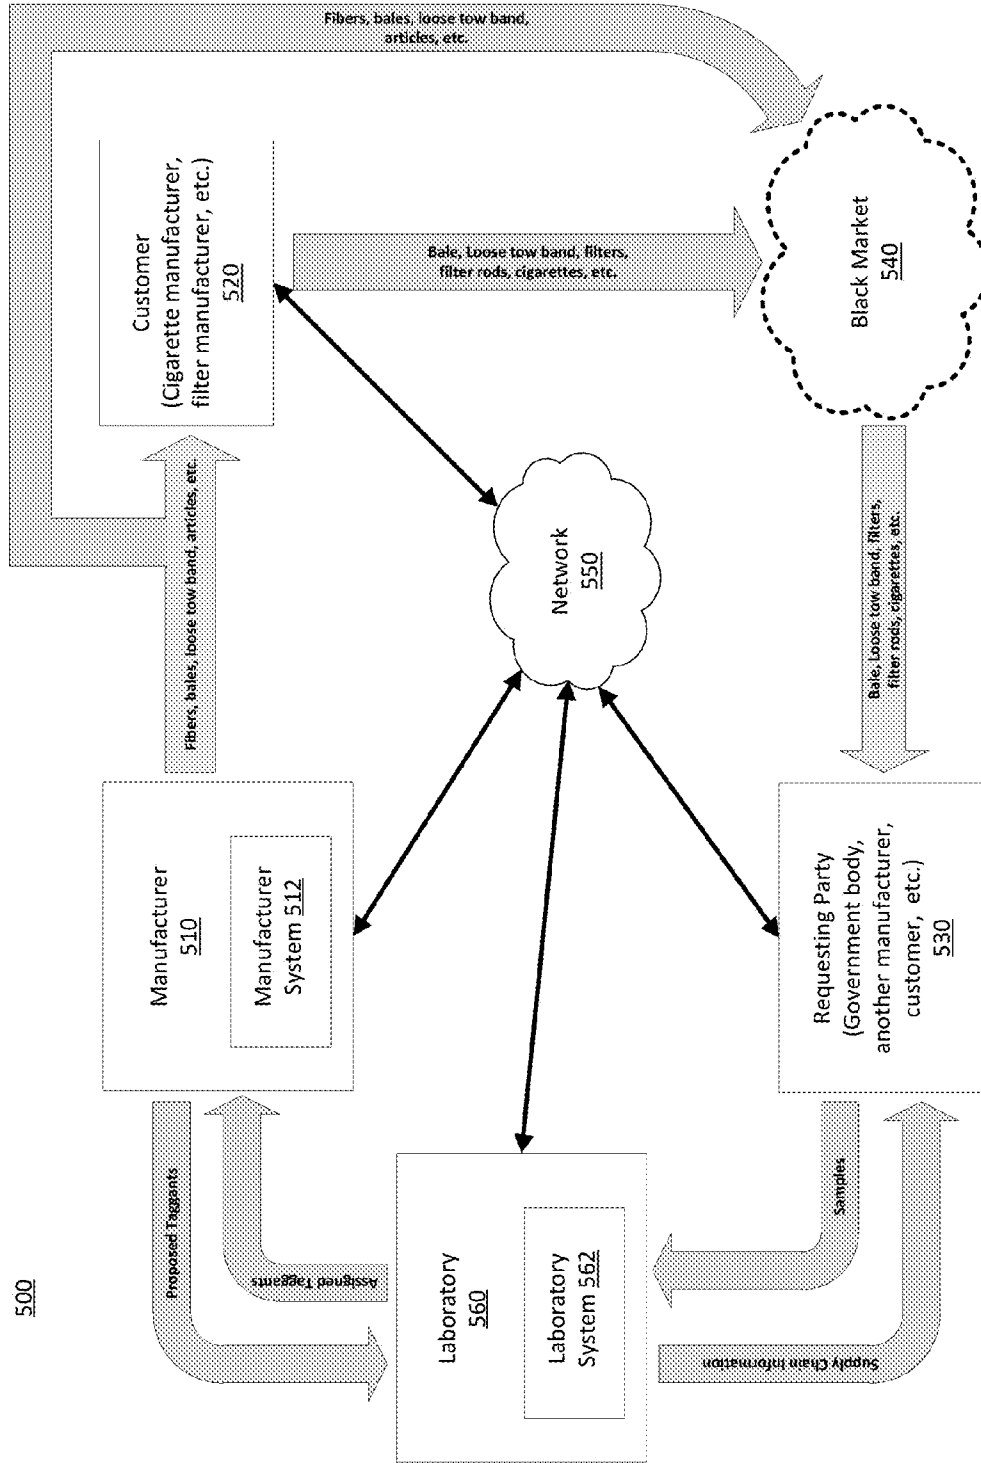 500
Proposed Taggants
Assigned Taggants
Manufacturer
510
Manufacturer
System 512
Fibers, bales, loose tow band, articles, etc.
Fibers, bales, loose tow band,
articles, etc.
Customer
(Cigarette manufacturer,
filter manufacturer, etc.)
520
Bale, Loose tow band, filters,
filter rods, cigarettes, etc.
Laboratory
560
Laboratory
System 562
Network
550
Supply Chain Information
Samples
Requesting Party
(Government body,
another manufacturer,
customer, etc.)
530
Bale, Loose tow band, filters,
filter rods, cigarettes, etc.
Black Market
540